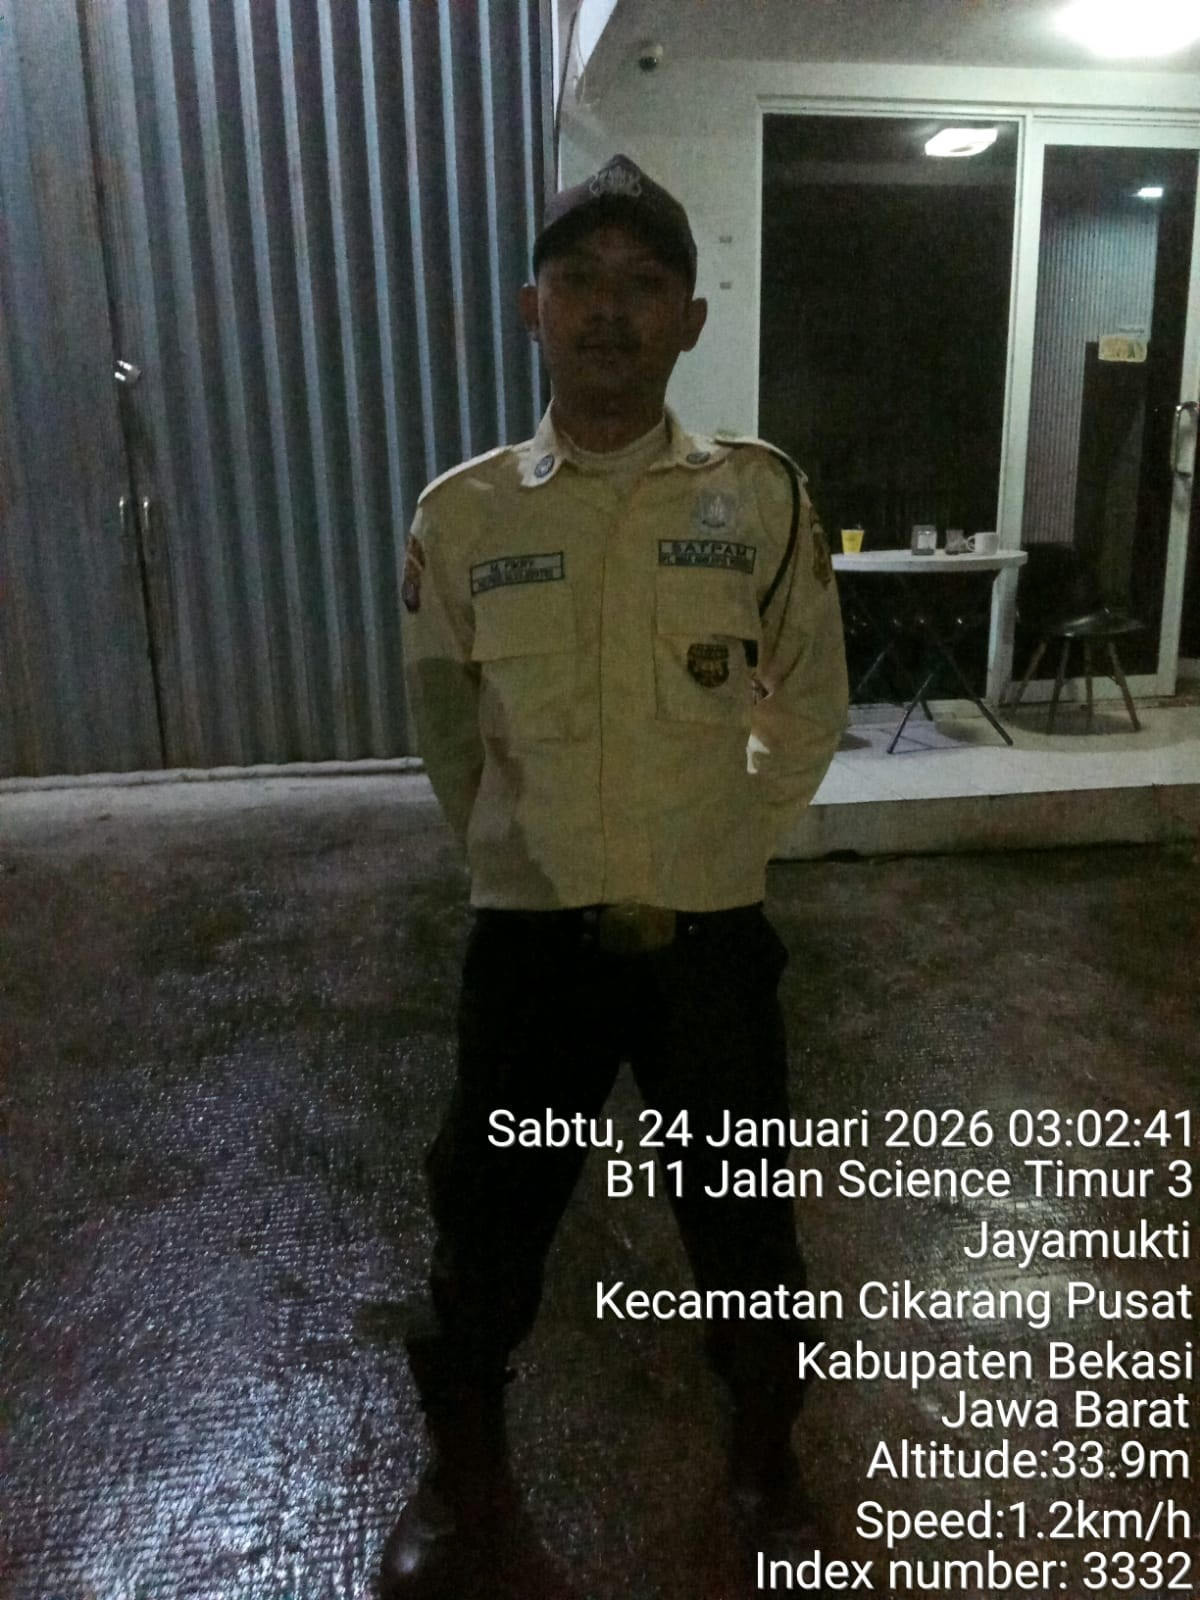 M. FIKRY
SATPAM
Sabtu, 24 Januari 2026 03:02:41
B11 Jalan Science Timur 3
Jayamukti
Kecamatan Cikarang Pusat
Kabupaten Bekasi
Jawa Barat
Altitude:33.9m
Speed:1.2km/h
Index number: 3332